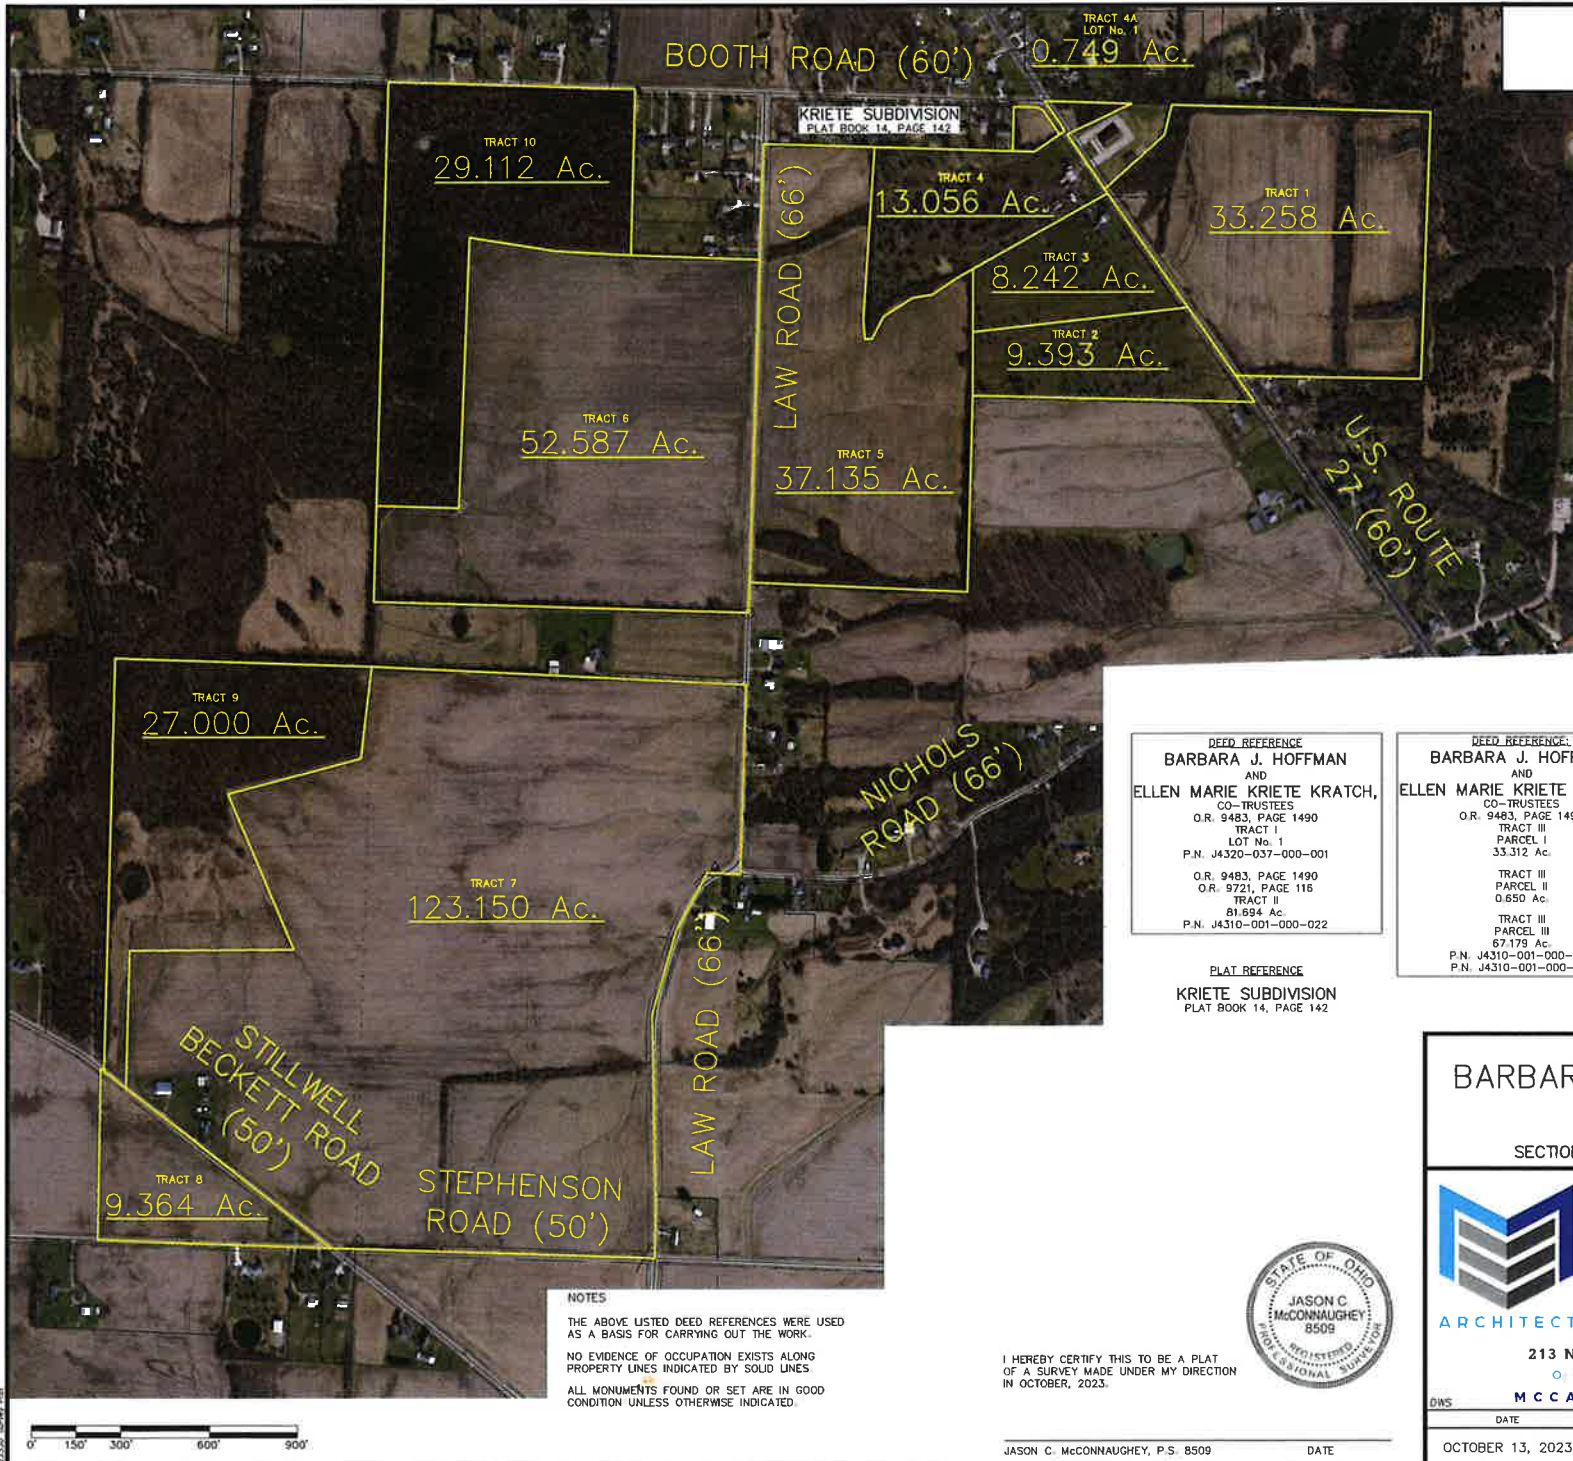 TRACT 4A
LOT No. 1
0.749 Ac.
BOOTH ROAD (60')
KRIETE SUBDIVISION
PLAT BOOK 14, PAGE 142
TRACT 10
29.112 Ac.
TRACT 4
13.056 Ac.
TRACT 1
33.258 Ac.
LAW ROAD (66')
TRACT 3
8.242 Ac.
TRACT 2
9.393 Ac.
TRACT 6
52.587 Ac.
TRACT 5
37.135 Ac.
U.S. ROUTE
27 (60')
TRACT 9
27.000 Ac.
NICHOLS
ROAD (66')
TRACT 7
123.150 Ac.
LAW ROAD (66')
STILLWELL
BECKETT ROAD
(50')
TRACT 8
9.364 Ac.
STEPHENSON
ROAD (50')
DEED REFERENCE
BARBARA J. HOFFMAN
AND
ELLEN MARIE KRIETE KRATCH,
CO-TRUSTEES
O.R. 9483, PAGE 1490
TRACT I
LOT No. 1
P.N. J4320-037-000-001
O.R. 9483, PAGE 1490
O.R. 9721, PAGE 116
TRACT II
81.694 Ac.
P.N. J4310-001-000-022
PLAT REFERENCE
KRIETE SUBDIVISION
PLAT BOOK 14, PAGE 142
DEED REFERENCE:
BARBARA J. HOFF
AND
ELLEN MARIE KRIETE
CO-TRUSTEES
O.R. 9483, PAGE 149
TRACT III
PARCEL I
33.312 Ac.
TRACT III
PARCEL II
0.650 Ac.
TRACT III
PARCEL III
67.179 Ac.
P.N. J4310-001-000-
P.N. J4310-001-000-
BARBAR
SECTIO
ARCHITECT
213 N
O
MCCA
DWS
DATE
OCTOBER 13, 2023
NOTES
THE ABOVE LISTED DEED REFERENCES WERE USED
AS A BASIS FOR CARRYING OUT THE WORK.
NO EVIDENCE OF OCCUPATION EXISTS ALONG
PROPERTY LINES INDICATED BY SOLID LINES
ALL MONUMENTS FOUND OR SET ARE IN GOOD
CONDITION UNLESS OTHERWISE INDICATED.
STATE OF OHIO
JASON C.
McCONNAUGHEY
8509
REGISTERED
PROFESSIONAL SURVEYOR
I HEREBY CERTIFY THIS TO BE A PLAT
OF A SURVEY MADE UNDER MY DIRECTION
IN OCTOBER, 2023.
JASON C. McCONNAUGHEY, P.S. 8509 DATE
0' 150' 300' 600' 900'